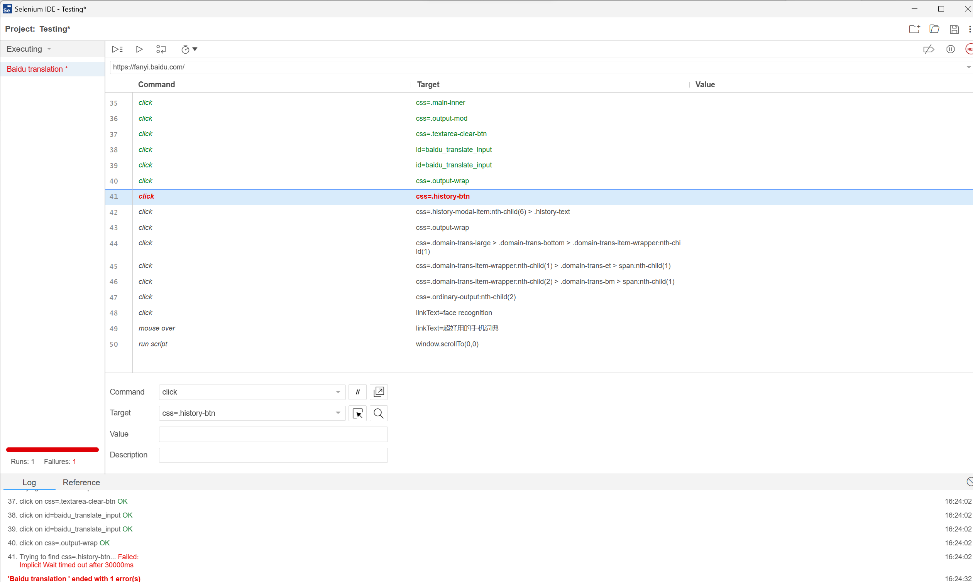 Selenium IDE - Testing*
Project: Testing*
Executing
Baidu translation *
https://fanyi.baidu.com/
Command Target Value
35 click css=.main-inner
36 click css=.output-mod
37 click css=.textarea-clear-btn
38 click id=baidu_translate_input
39 click id=baidu_translate_input
40 click css=.output-wrap
41 click css=.history-btn
42 click css=.history-modal-item:nth-child(6) > .history-text
43 click css=.output-wrap
44 click css=.domain-trans-large > .domain-trans-bottom > .domain-trans-item-wrapper:nth-chi
ld(1)
45 click css=.domain-trans-item-wrapper:nth-child(1) > .domain-trans-et > span:nth-child(1)
46 click css=.domain-trans-item-wrapper:nth-child(2) > .domain-trans-bm > span:nth-child(1)
47 click css=.ordinary-output:nth-child(2)
48 click linkText=face recognition
49 mouse over linkText=
50 run script window.scrollTo(0,0)
Command click //
Target css=.history-btn
Value
Description
Runs: 1 Failures: 1
Log Reference
37. click on css=.textarea-clear-btn OK 16:24:02
38. click on id=baidu_translate_input OK 16:24:02
39. click on id=baidu_translate_input OK 16:24:02
40. click on css=.output-wrap OK 16:24:02
41. Trying to find css=.history-btn... Failed: 16:24:02
Implicit Wait timed out after 30000ms
'Baidu translation ' ended with 1 error(s) 16:24:32